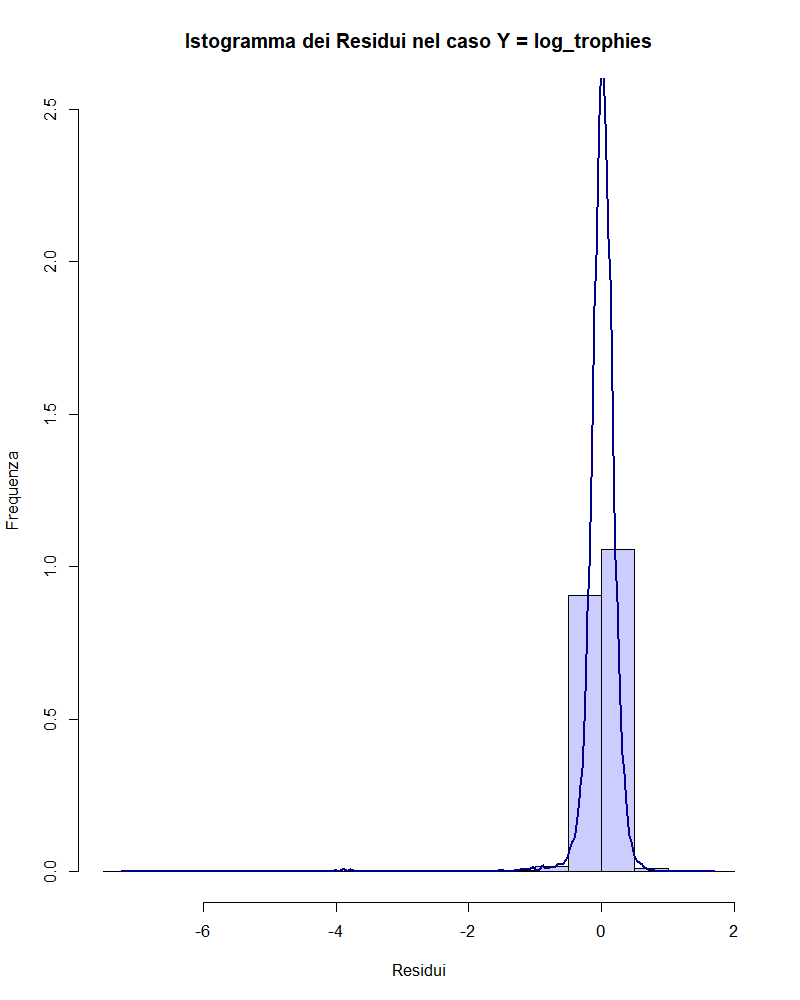 Istogramma dei Residui nel caso Y = log_trophies
2.5
2.0
1.5
1.0
0.5
0.0
Frequenza
-6 -4 -2 0 2
Residui